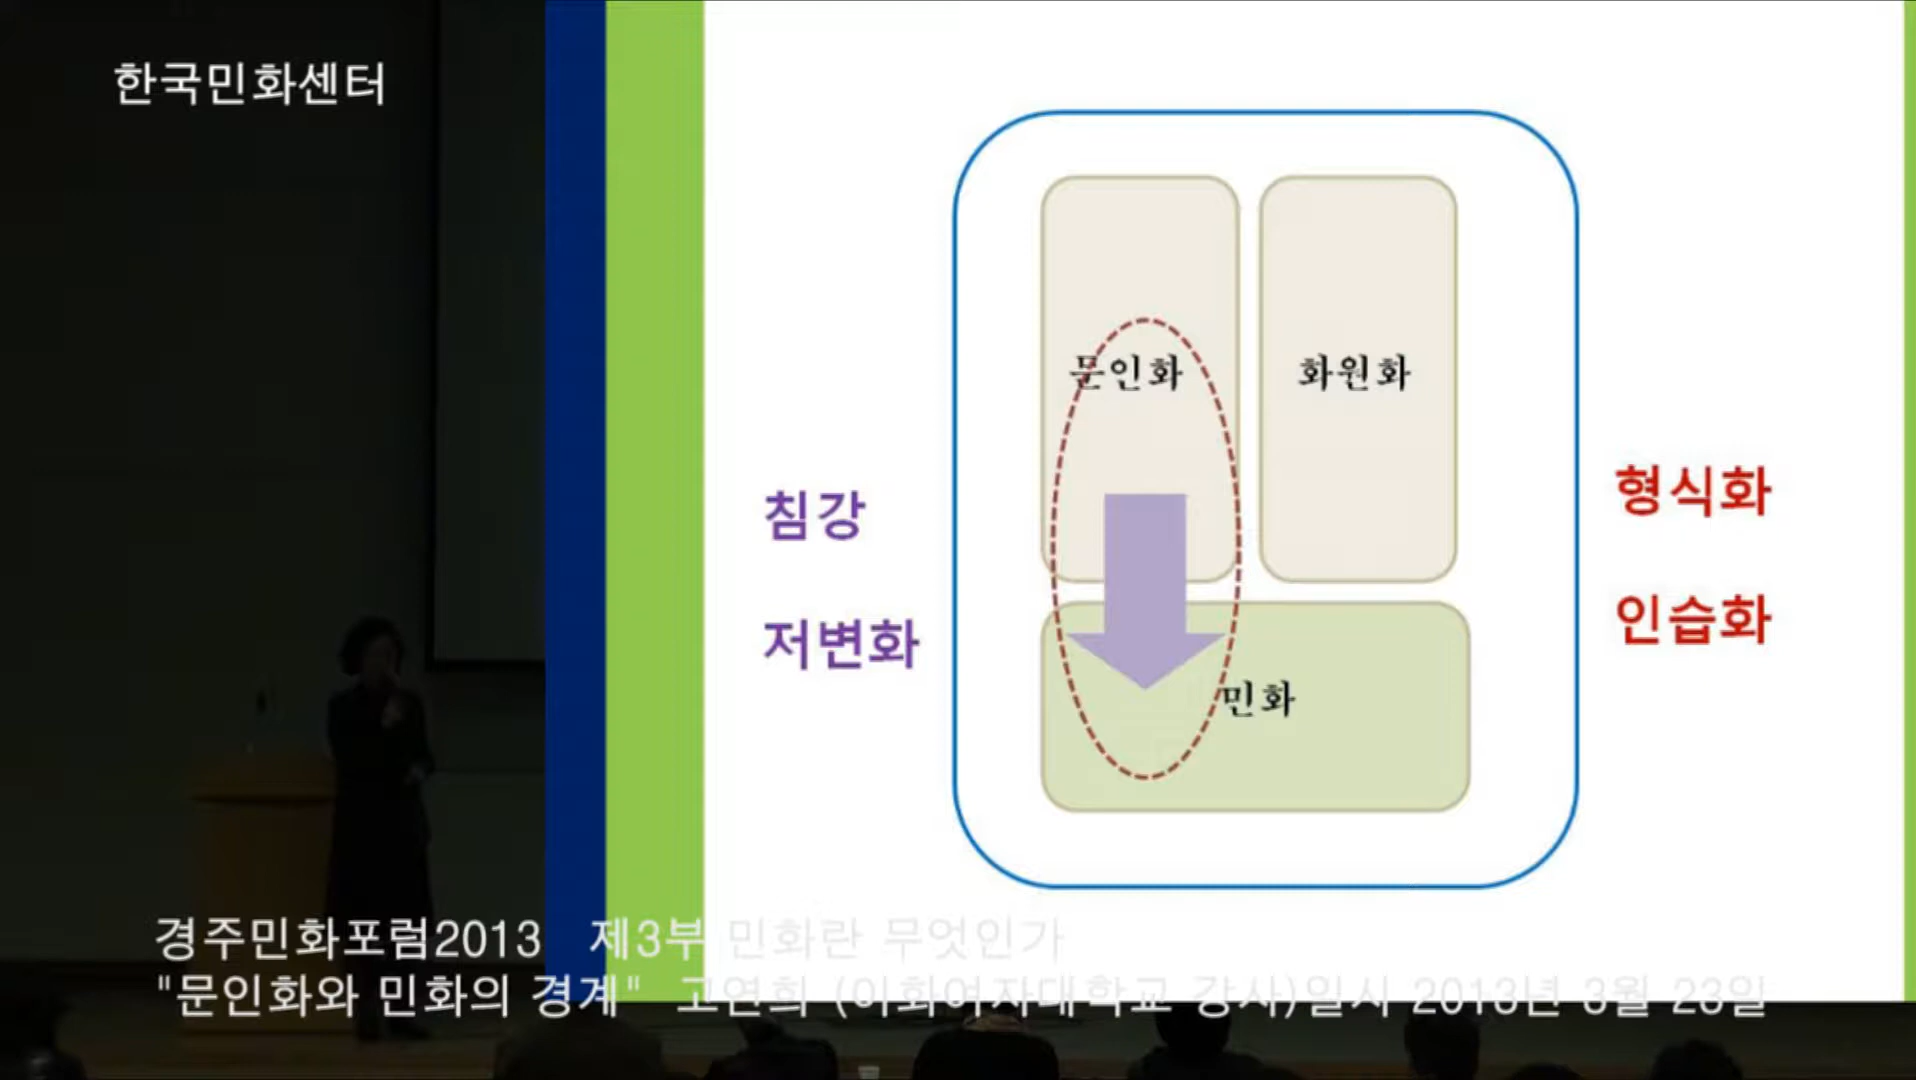 한국민화센터
문인화
화원화
침강
저변화
형식화
인습화
민화
경주민화포럼2013 제3부 민화란 무엇인가
"문인화와 민화의 경계" 고연희 (이화여자대학교 강사)일시 2013년 3월 23일